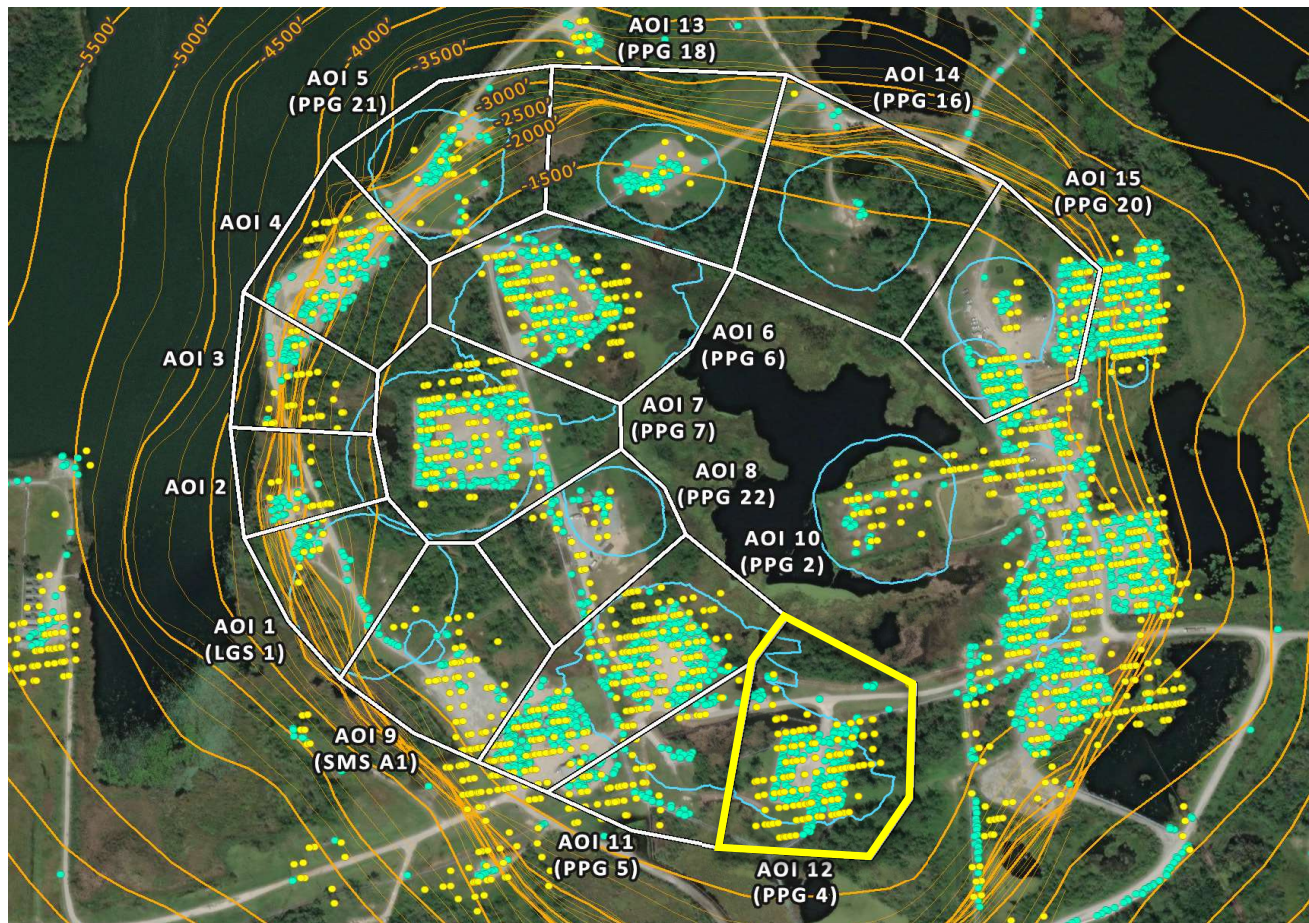 -5500'
-5000'
-4500'
-4000'
-3500'
-3000'
-2500'
-2000'
-1500'
AOI 13
(PPG 18)
AOI 5
(PPG 21)
AOI 14
(PPG 16)
AOI 15
(PPG 20)
AOI 4
AOI 3
AOI 6
(PPG 6)
AOI 7
(PPG 7)
AOI 2
AOI 8
(PPG 22)
AOI 10
(PPG 2)
AOI 1
(LGS 1)
AOI 9
(SMS A1)
AOI 11
(PPG 5)
AOI 12
(PPG 4)